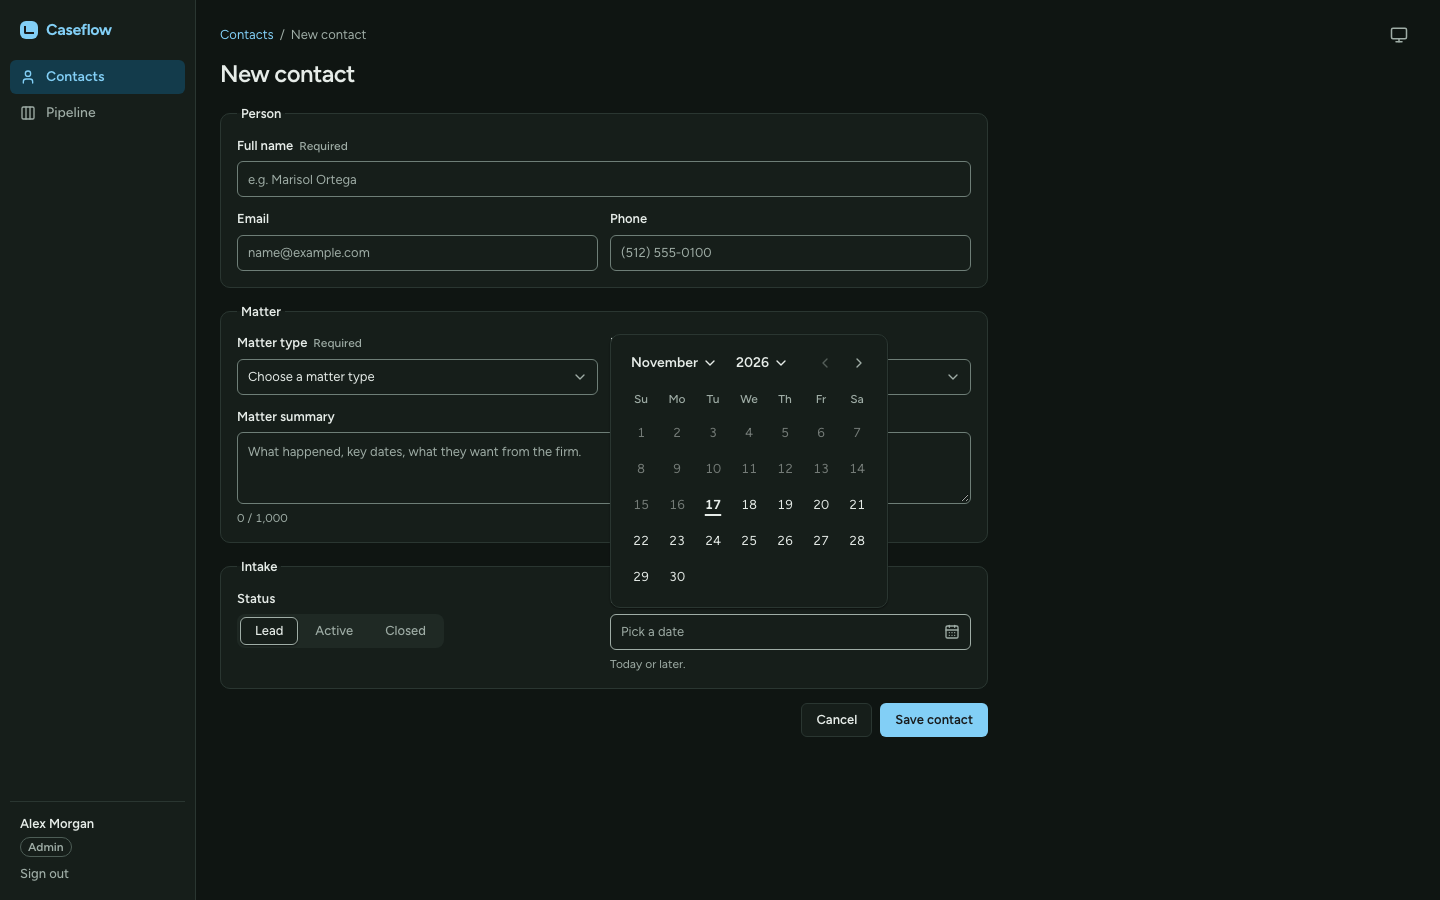 Caseflow
Contacts
Pipeline
Alex Morgan
Admin
Sign out
Contacts / New contact
New contact
Person
Full name Required
e.g. Marisol Ortega
Email
Phone
name@example.com
(512) 555-0100
Matter
Matter type Required
Choose a matter type
Matter summary
What happened, key dates, what they want from the firm.
0 / 1,000
November 2026
Su Mo Tu We Th Fr Sa
1 2 3 4 5 6 7
8 9 10 11 12 13 14
15 16 17 18 19 20 21
22 23 24 25 26 27 28
29 30
Intake
Status
Lead Active Closed
Pick a date
Today or later.
Cancel
Save contact